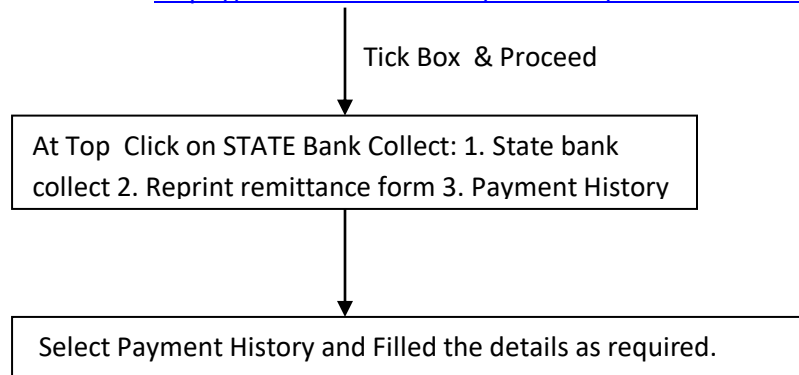 Tick Box & Proceed
At Top Click on STATE Bank Collect: 1. State bank
collect 2. Reprint remittance form 3. Payment History
Select Payment History and Filled the details as required.